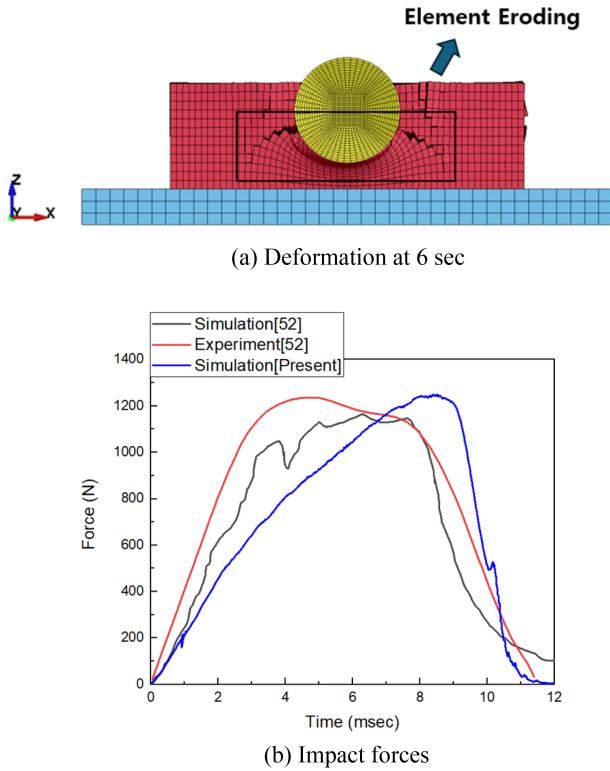 Element Eroding
Z
Y
X
(a) Deformation at 6 sec
Simulation[52]
Experiment[52]
Simulation[Present]
1400
1200
1000
800
600
400
200
0
Force (N)
0 2 4 6 8 10 12
Time (msec)
(b) Impact forces